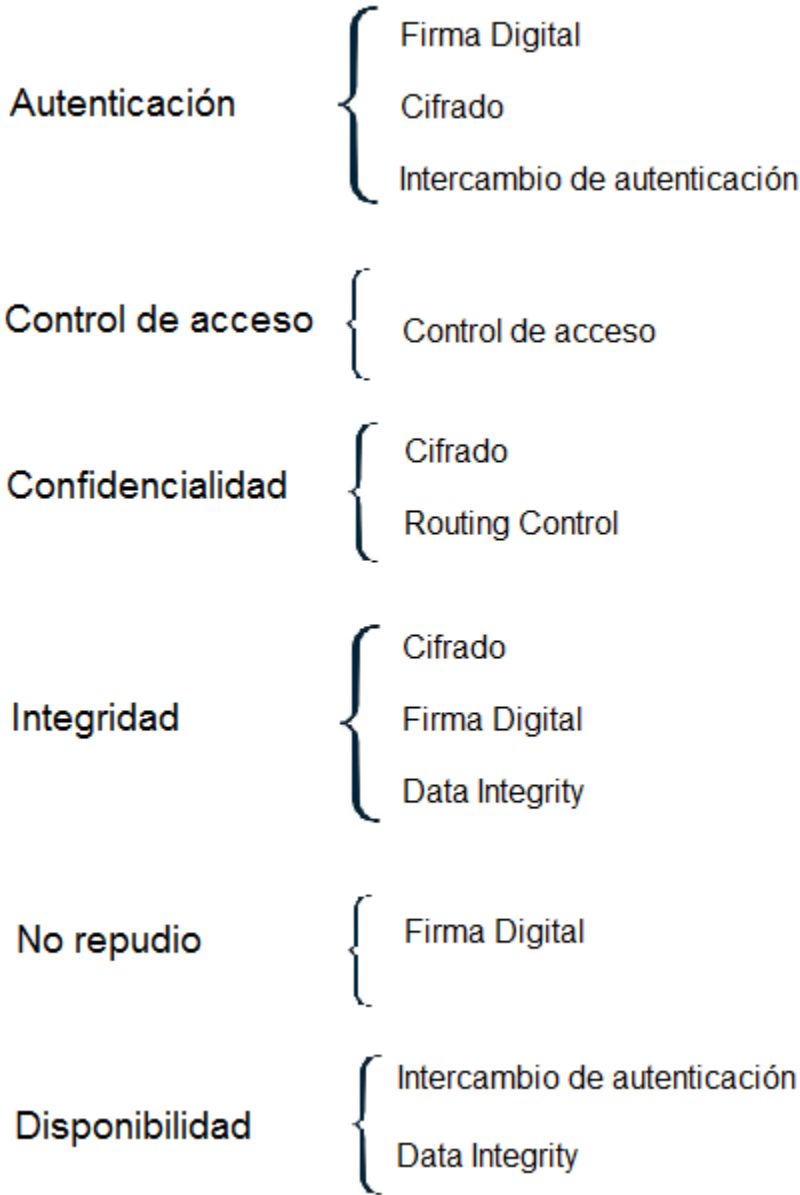 Autenticación
Firma Digital
Cifrado
Intercambio de autenticación
Control de acceso
Control de acceso
Confidencialidad
Cifrado
Routing Control
Integridad
Cifrado
Firma Digital
Data Integrity
No repudio
Firma Digital
Disponibilidad
Intercambio de autenticación
Data Integrity